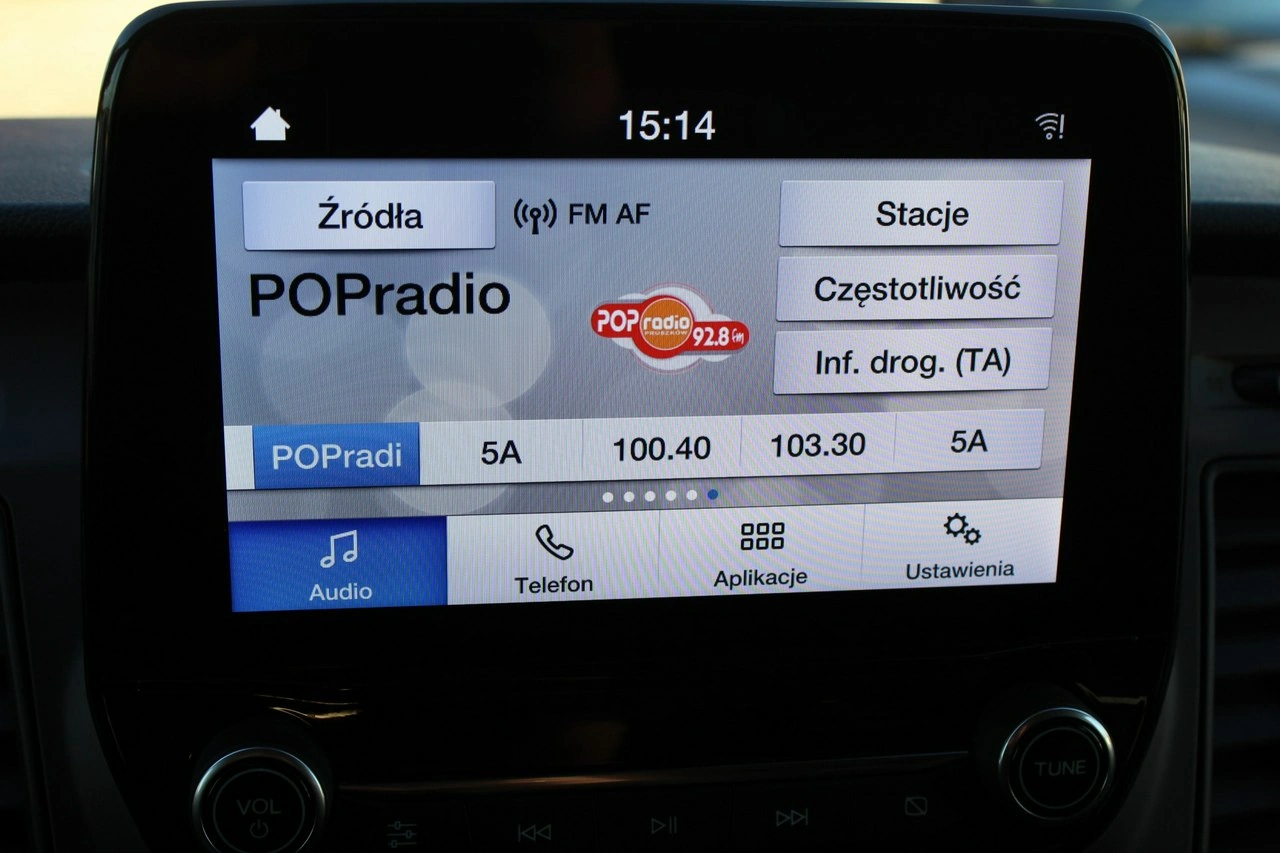 15:14
Źródła
FM AF
Stacje
POPradio
Częstotliwość
POP radio
PRUSZKÓW
92.8 fm
Inf. drog. (TA)
POPradi
5A
100.40
103.30
5A
Audio
Telefon
Aplikacje
Ustawienia
VOL
TUNE